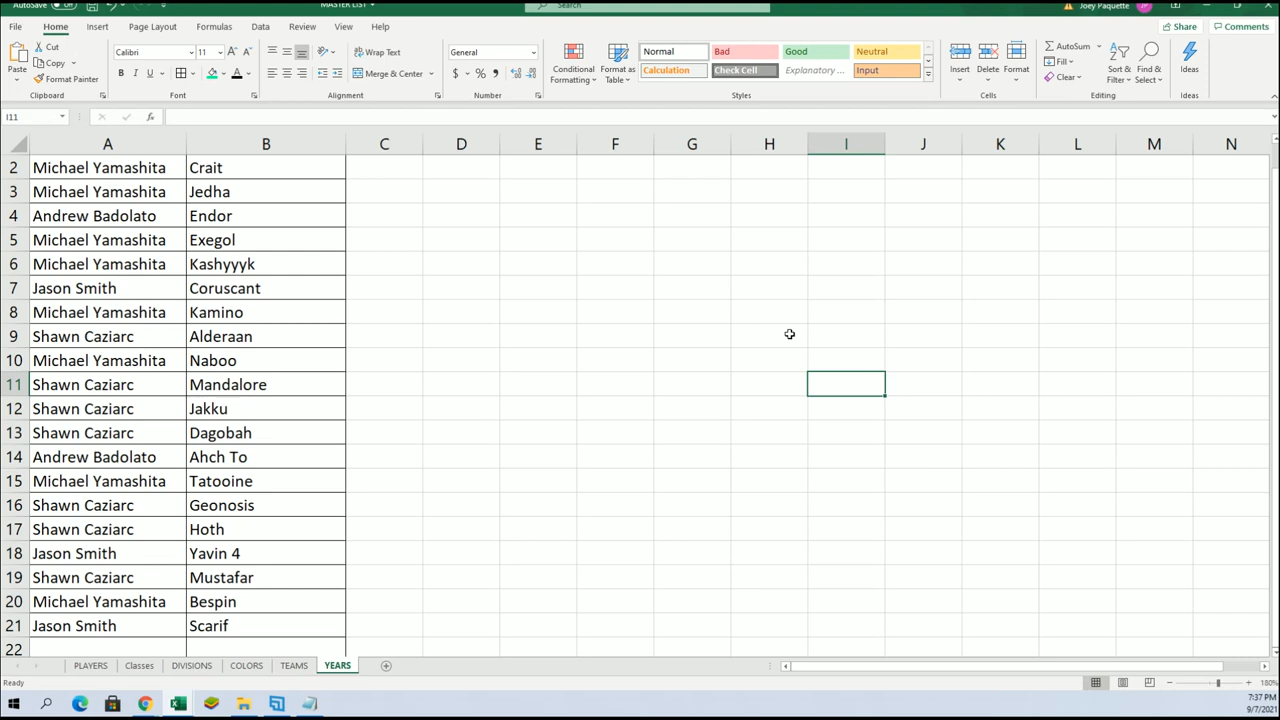 AutoSave Off MASTER LIST Search Joey Paquette JP
File Home Insert Page Layout Formulas Data Review View Help Share Comments
Paste Cut Copy Format Painter Clipboard
Calibri 11 B I U A A A Font
Wrap Text Merge & Center Alignment
General $ % Number
Conditional Formatting Format as Table
Normal Bad Good Neutral
Calculation Check Cell Explanatory ... Input
Styles
Insert Delete Format Cells
AutoSum Fill Clear Sort & Filter Find & Select Editing
Ideas Ideas
I11 fx
A B C D E F G H I J K L M N
2 Michael Yamashita Crait
3 Michael Yamashita Jedha
4 Andrew Badolato Endor
5 Michael Yamashita Exegol
6 Michael Yamashita Kashyyyk
7 Jason Smith Coruscant
8 Michael Yamashita Kamino
9 Shawn Caziarc Alderaan
10 Michael Yamashita Naboo
11 Shawn Caziarc Mandalore
12 Shawn Caziarc Jakku
13 Shawn Caziarc Dagobah
14 Andrew Badolato Ahch To
15 Michael Yamashita Tatooine
16 Shawn Caziarc Geonosis
17 Shawn Caziarc Hoth
18 Jason Smith Yavin 4
19 Shawn Caziarc Mustafar
20 Michael Yamashita Bespin
21 Jason Smith Scarif
22
PLAYERS Classes DIVISIONS COLORS TEAMS YEARS
Ready 180%
7:37 PM
9/7/2021